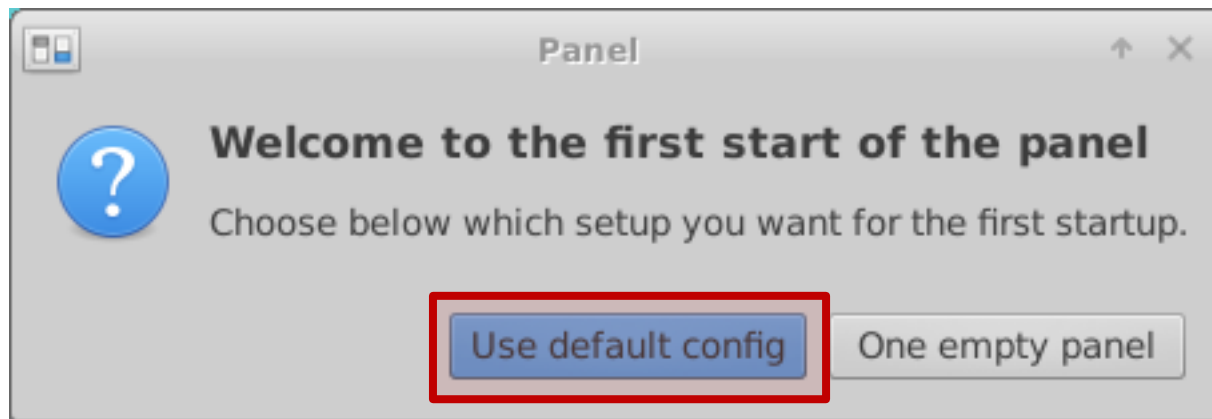 Panel
Welcome to the first start of the panel
Choose below which setup you want for the first startup.
Use default config One empty panel